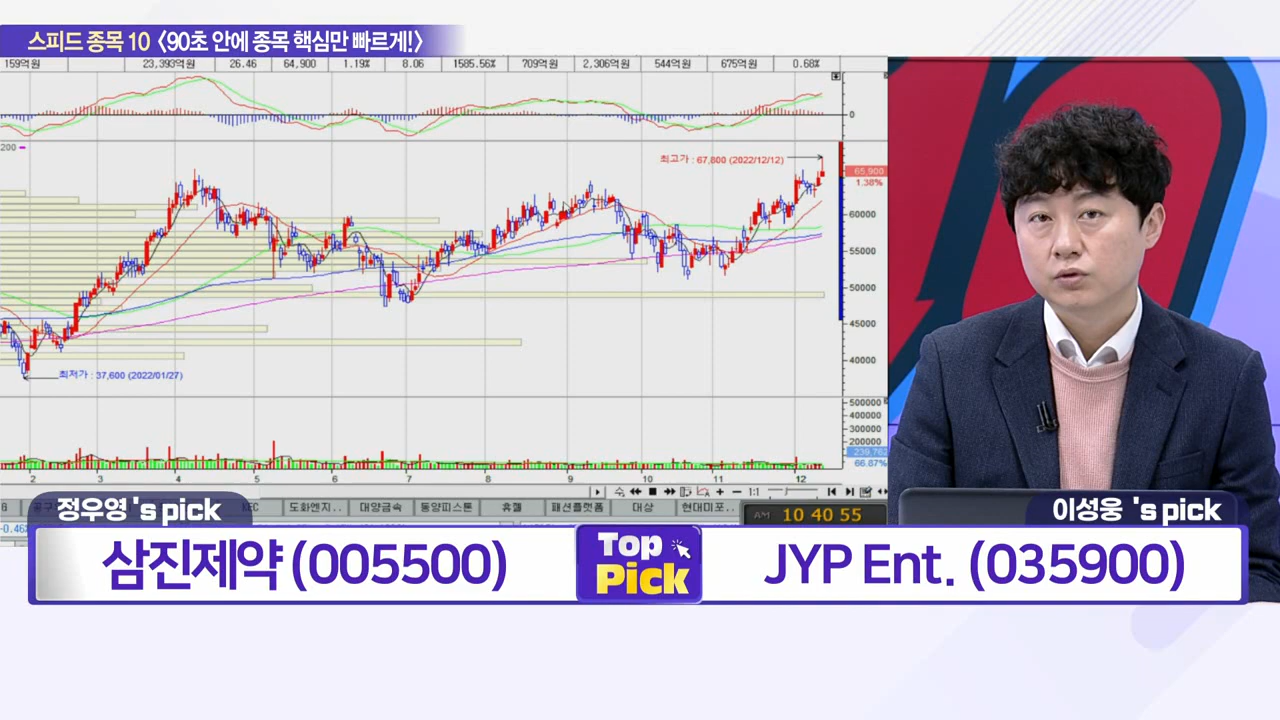 스피드 종목 10 〈90초 안에 종목 핵심만 빠르게!〉
159억원 23,393억원 26.46 64,900 1.19% 8.06 1585.56% 709억원 2,306억원 544억원 675억원 0.68%
0
200
최고가 : 67,800 (2022/12/12)
65,900
1.38%
60000
55000
50000
45000
40000
최저가 : 37,600 (2022/01/27)
500000
400000
300000
200000
66.87%
2 3 4 5 6 7 8 9 10 11 12
1:1
도화엔지.. 대양금속 동양피스톤 휴젤 패션플랫폼 대상 현대미포..
AM 10 40 55
정우영 's pick
이성웅 's pick
삼진제약 (005500)
Top Pick
JYP Ent. (035900)